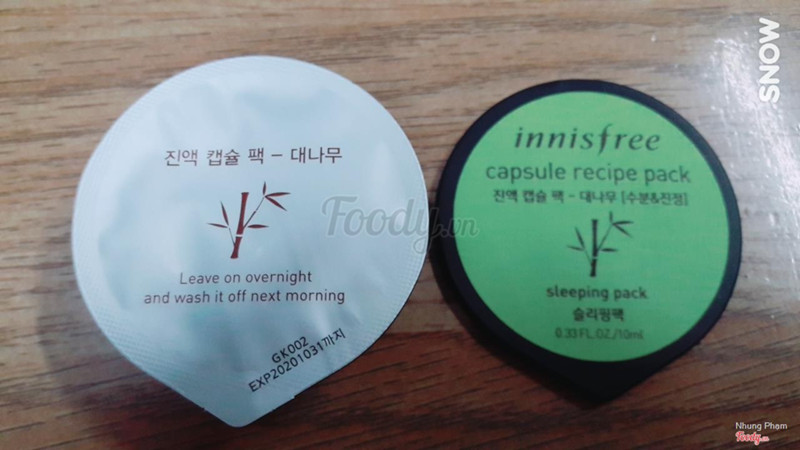 진액 캡슐 팩 - 대나무
Leave on overnight
and wash it off next morning
GK002
EXP20201031까지
innisfree
capsule recipe pack
진액 캡슐 팩 - 대나무 [수분&진정]
sleeping pack
슬리핑팩
0.33 FL.OZ./10ml
Foody.vn
SNOW
Nhung Phạm
Foody.vn